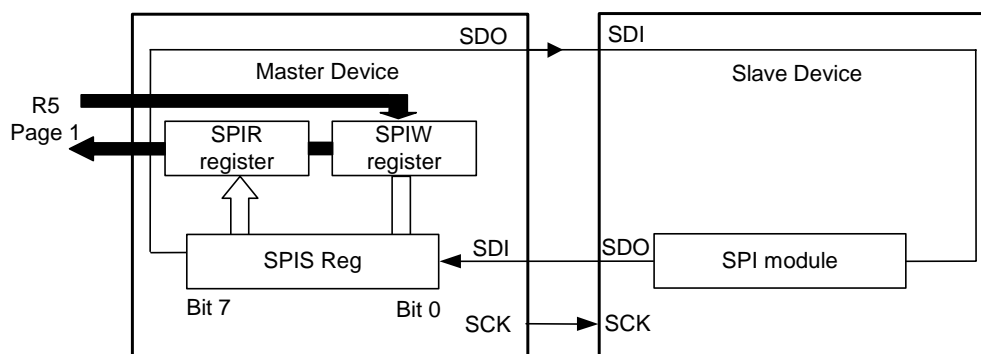 SDO
SDI
Master Device
Slave Device
R5
Page 1
SPIR
register
SPIW
register
SPIS Reg
SDI
SDO
SPI module
Bit 7
Bit 0
SCK
SCK